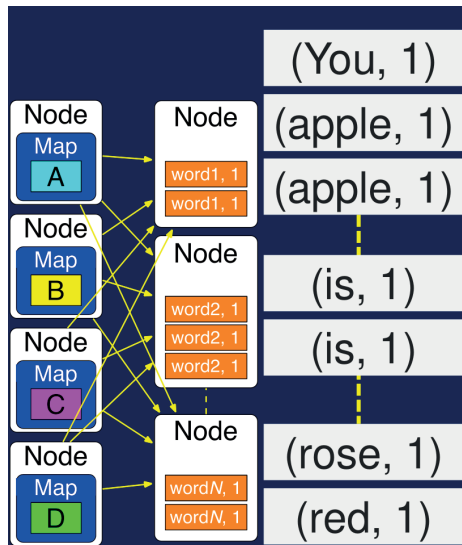 Node
Map
A
Node
Map
B
Node
Map
C
Node
Map
D
Node
word1, 1
word1, 1
Node
word2, 1
word2, 1
word2, 1
Node
wordN, 1
wordN, 1
(You, 1)
(apple, 1)
(apple, 1)
(is, 1)
(is, 1)
(rose, 1)
(red, 1)